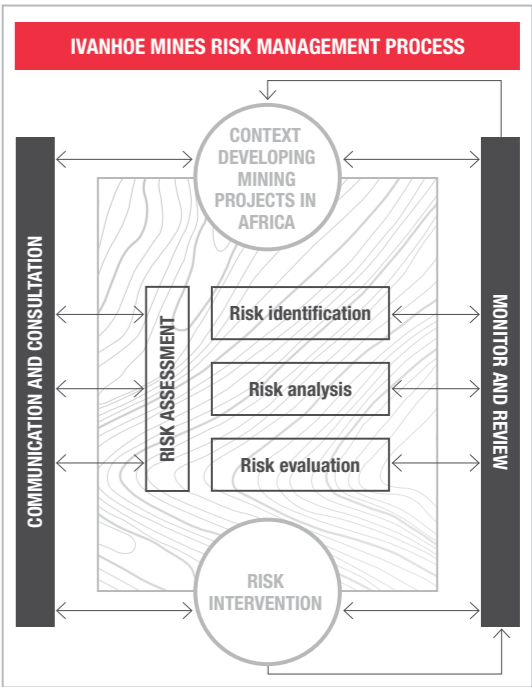 IVANHOE MINES RISK MANAGEMENT PROCESS
CONTEXT
DEVELOPING
MINING
PROJECTS IN
AFRICA
COMMUNICATION AND CONSULTATION
RISK ASSESSMENT
Risk identification
Risk analysis
Risk evaluation
MONITOR AND REVIEW
RISK
INTERVENTION